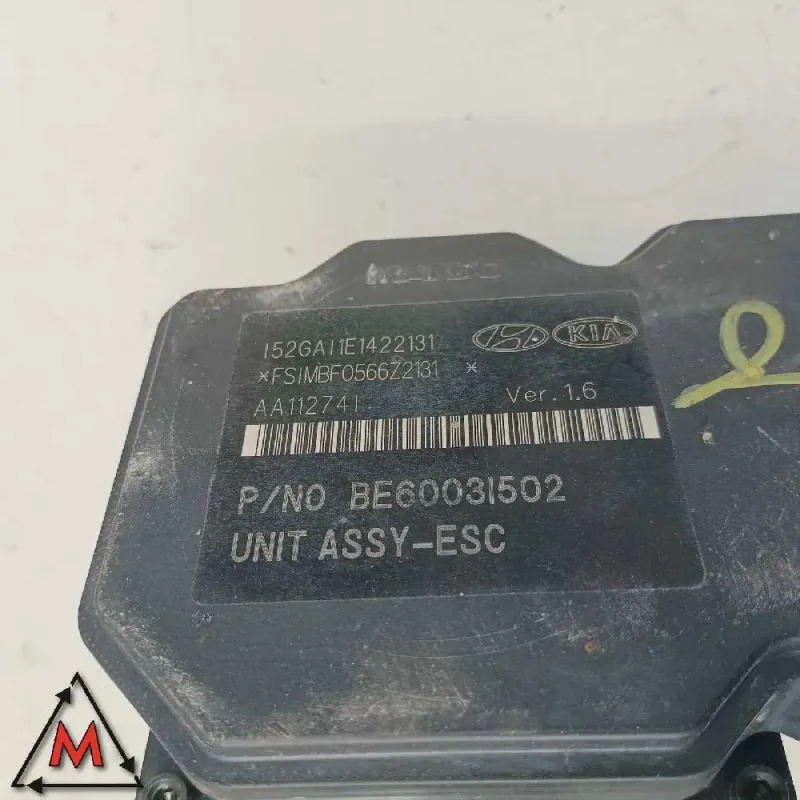 I52GAI1E1422131
KIA
*FSIMBF0566Z2131 *
AA112741
Ver. 1.6
P/NO BE6003I502
UNIT ASSY-ESC
M